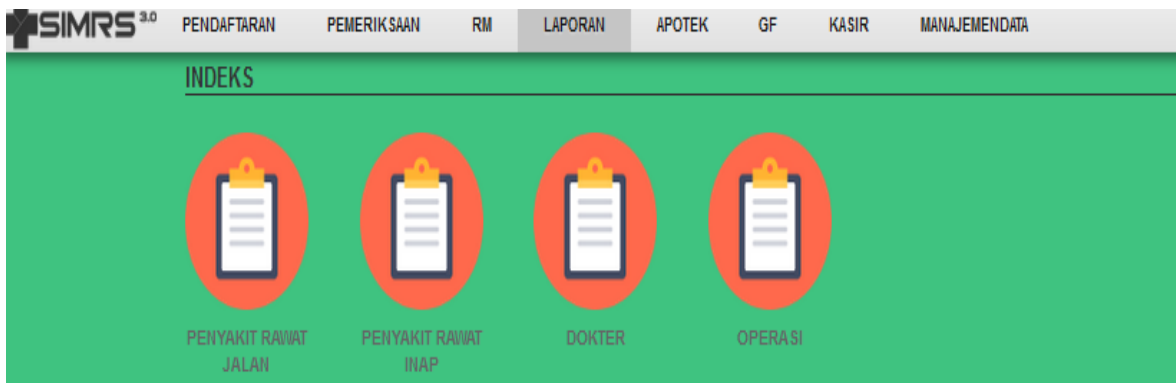 SIMRS 3.0 PENDAFTARAN PEMERIKSAAN RM LAPORAN APOTEK GF KASIR MANAJEMENDATA
INDEKS
PENYAKIT RAWAT JALAN
PENYAKIT RAWAT INAP
DOKTER
OPERASI